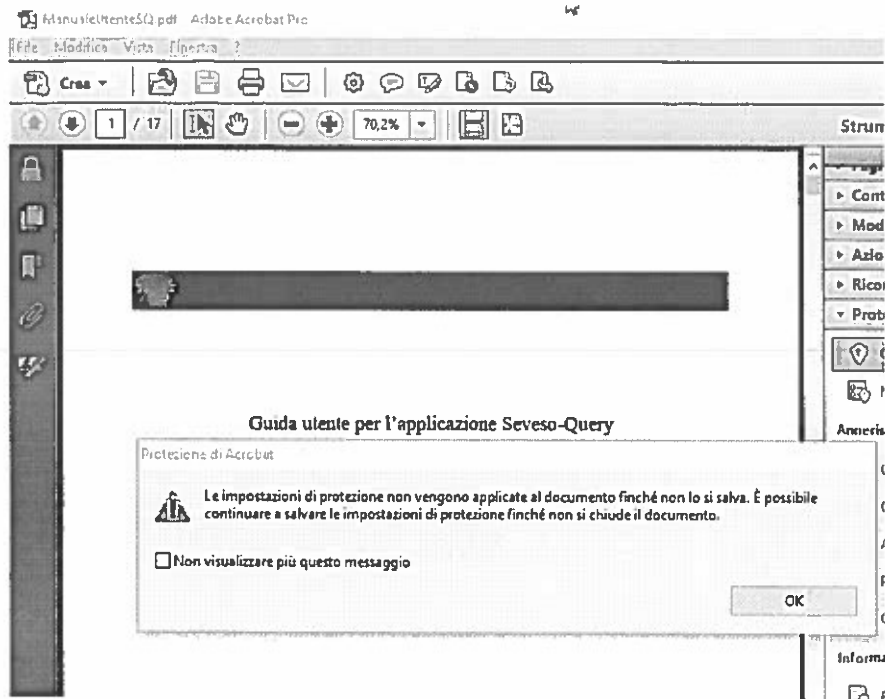 ManualeUtenteSQ.pdf - Adobe Acrobat Pro
File Modifica Vista Finestra ?
Crea
1 / 17 70,2%
Strum
Cont
Mod
Azio
Ricon
Prot
Guida utente per l'applicazione Seveso-Query
Protezione di Acrobat
Le impostazioni di protezione non vengono applicate al documento finché non lo si salva. È possibile
continuare a salvare le impostazioni di protezione finché non si chiude il documento.
Non visualizzare più questo messaggio
OK
Informa